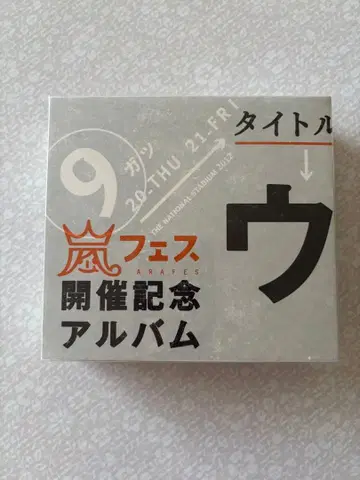 9
ガツ
20.THU 21.FRI
THE NATIONAL STADIUM 2012
タイトル
ウ
嵐フェス
ARAFES
開催記念
アルバム